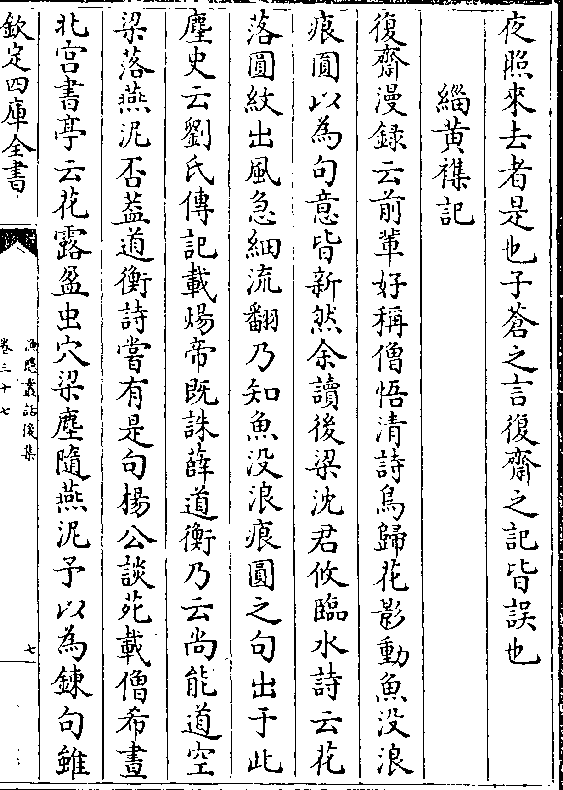 夜照來去者是也子蒼之言復齋之記皆誤也
緇黃襍記
復齋漫錄云前軰好稱僧悟清詩鳥歸花影動魚没浪
痕圓以為句意皆新然余讀後梁沈君攸臨水詩云花
落圓紋出風急細流翻乃知魚没浪痕圓之句出于此
塵史云劉氏傳記載煬帝既誅薛道衡乃云尚能道空
梁落燕泥否葢道衡詩嘗有是句楊公談苑載僧希晝
北宫書亭云花露盈虫穴梁塵隨燕泥予以為鍊句雖
欽定四庫全書
漁隱叢話後集
卷三十七
七